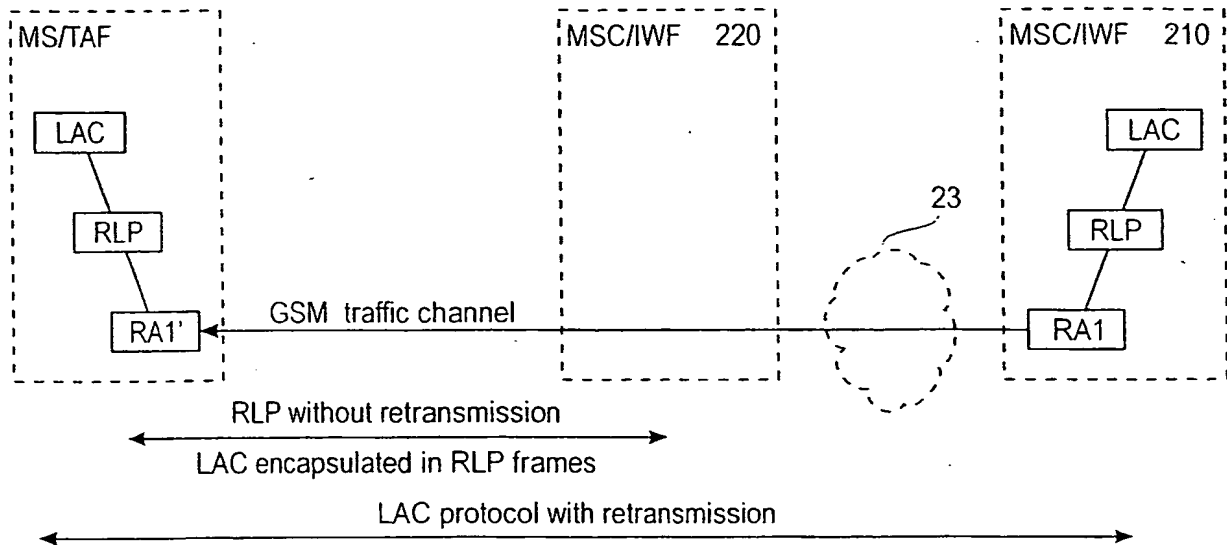 MS/TAF
MSC/IWF 220
MSC/IWF 210
LAC
LAC
23
RLP
RLP
GSM traffic channel
RA1'
RA1
RLP without retransmission
LAC encapsulated in RLP frames
LAC protocol with retransmission